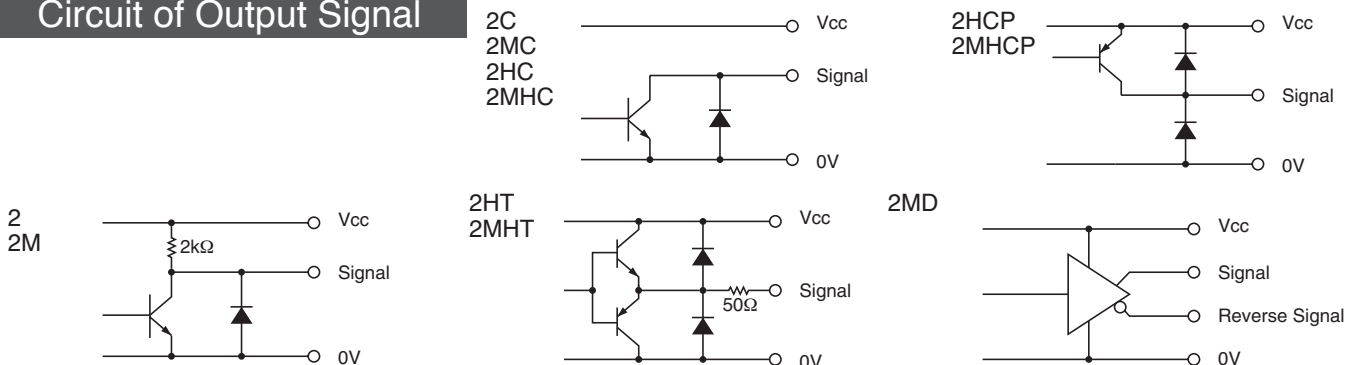 Circuit of Output Signal
2C
2MC
2HC
2MHC
Vcc
Signal
0V
2HCP
2MHCP
Vcc
Signal
0V
2
2M
Vcc
2kΩ
Signal
0V
2HT
2MHT
Vcc
Signal
50Ω
0V
2MD
Vcc
Signal
Reverse Signal
0V